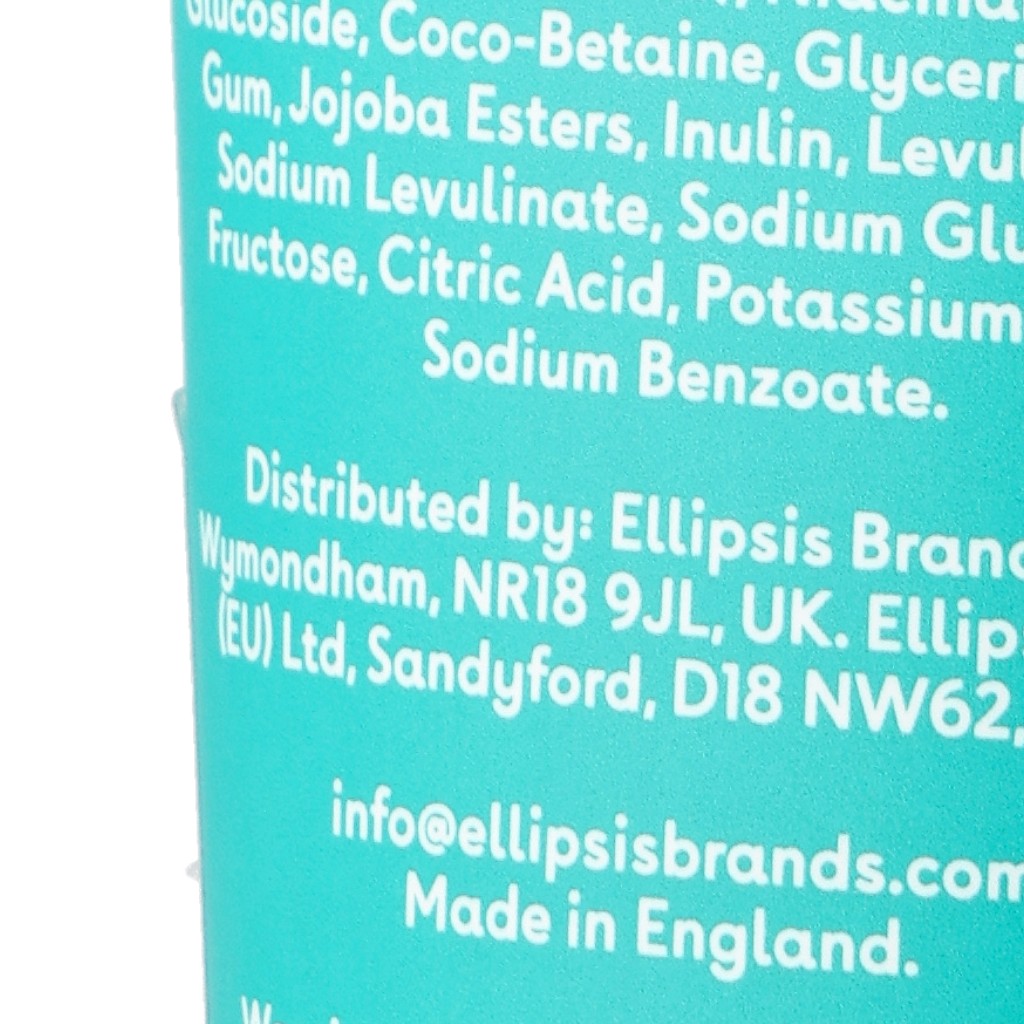 Glucoside, Coco-Betaine, Glyceri
Gum, Jojoba Esters, Inulin, Levul
Sodium Levulinate, Sodium Glu
Fructose, Citric Acid, Potassium
Sodium Benzoate.
Distributed by: Ellipsis Brand
Wymondham, NR18 9JL, UK. Ellips
(EU) Ltd, Sandyford, D18 NW62,
info@ellipsisbrands.com
Made in England.